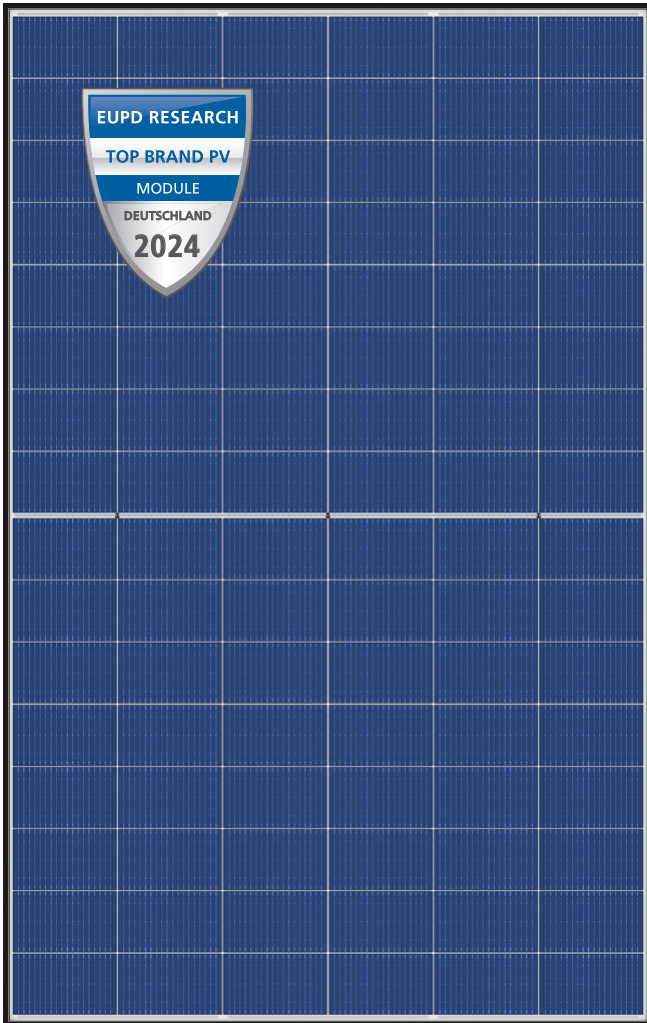 EUPD RESEARCH
TOP BRAND PV
MODULE
DEUTSCHLAND
2024